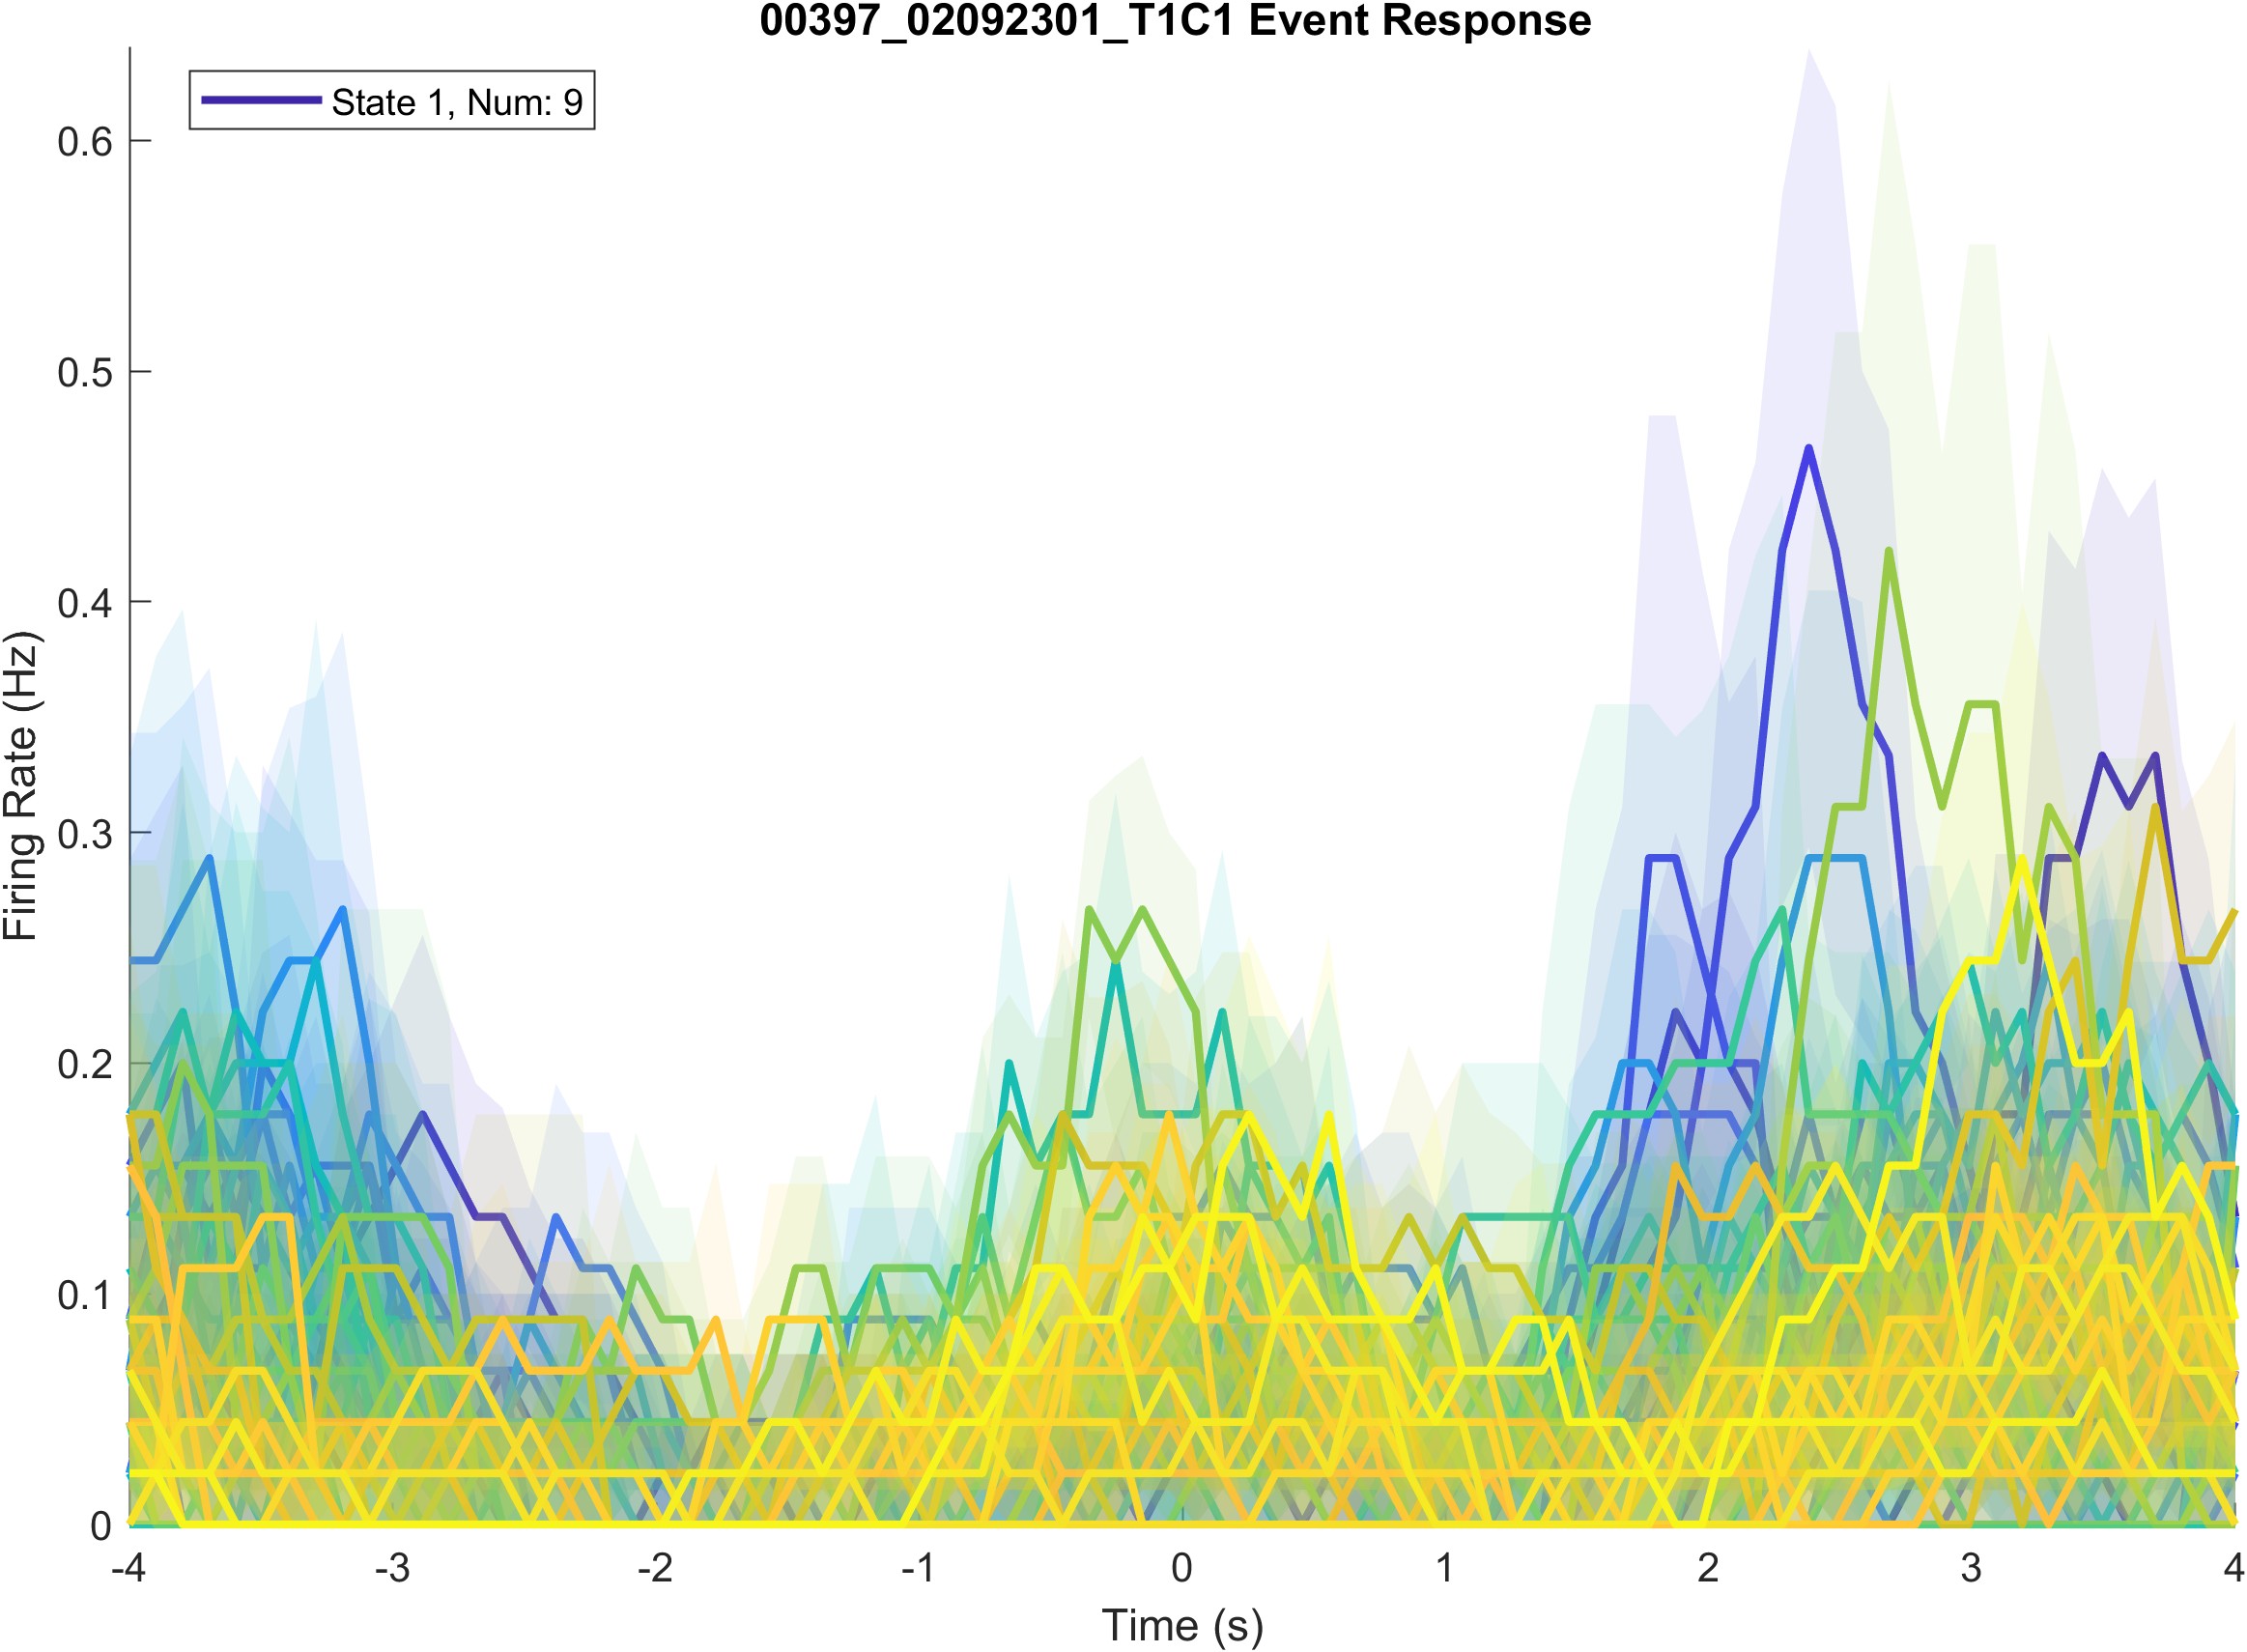 00397_02092301_T1C1 Event Response
State 1, Num: 9
Firing Rate (Hz)
0.6
0.5
0.4
0.3
0.2
0.1
0
-4 -3 -2 -1 0 1 2 3 4
Time (s)